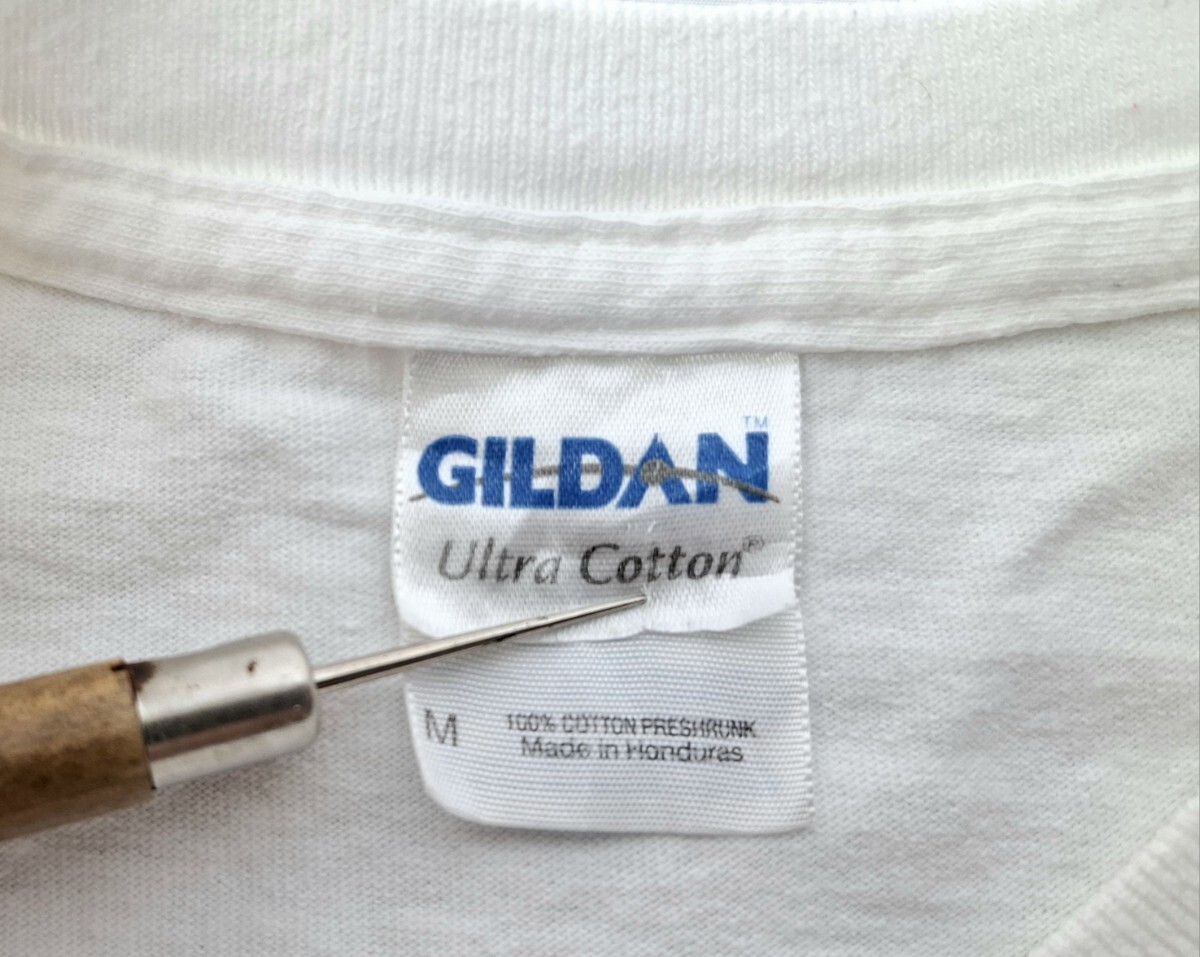 GILDAN™
Ultra Cotton®
M 100% COTTON PRESHRUNK
Made in Honduras